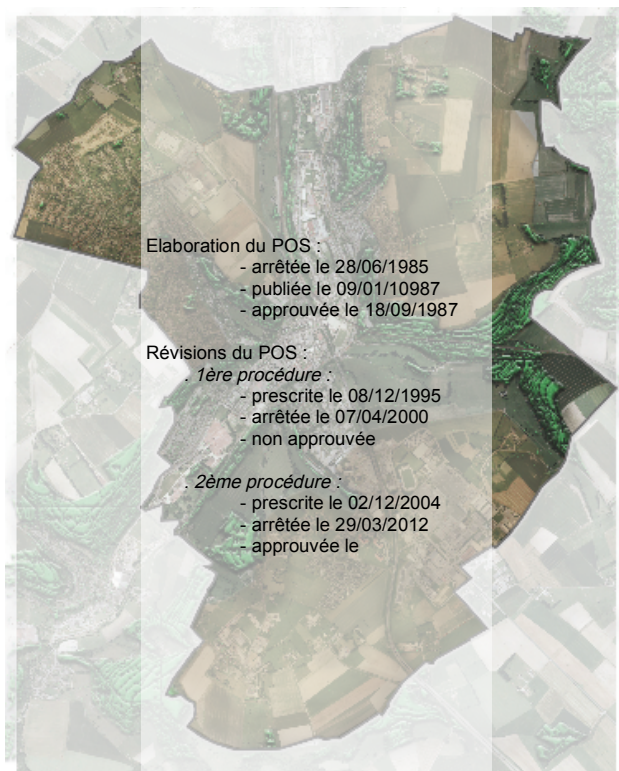 Elaboration du POS :
- arrêtée le 28/06/1985
- publiée le 09/01/10987
- approuvée le 18/09/1987
Révisions du POS :
. 1ère procédure :
- prescrite le 08/12/1995
- arrêtée le 07/04/2000
- non approuvée
. 2ème procédure :
- prescrite le 02/12/2004
- arrêtée le 29/03/2012
- approuvée le